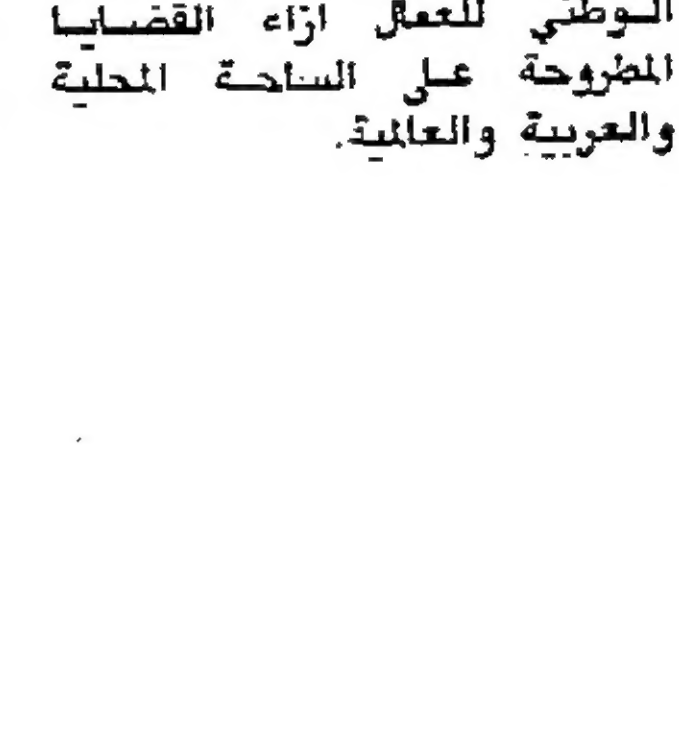 الوطني للعمل ازاء القضايا
المطروحة على الساحة المحلية
والعربية والعالمية.